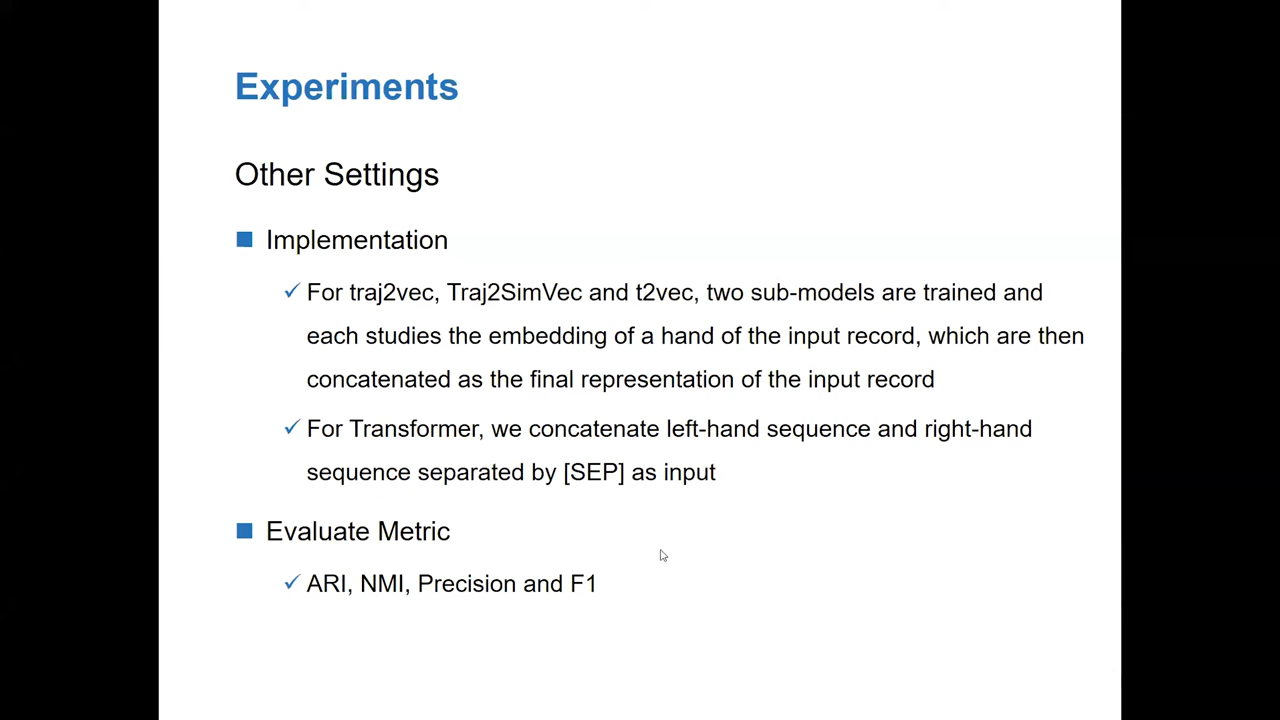 Experiments
Other Settings
Implementation
For traj2vec, Traj2SimVec and t2vec, two sub-models are trained and
each studies the embedding of a hand of the input record, which are then
concatenated as the final representation of the input record
For Transformer, we concatenate left-hand sequence and right-hand
sequence separated by [SEP] as input
Evaluate Metric
ARI, NMI, Precision and F1